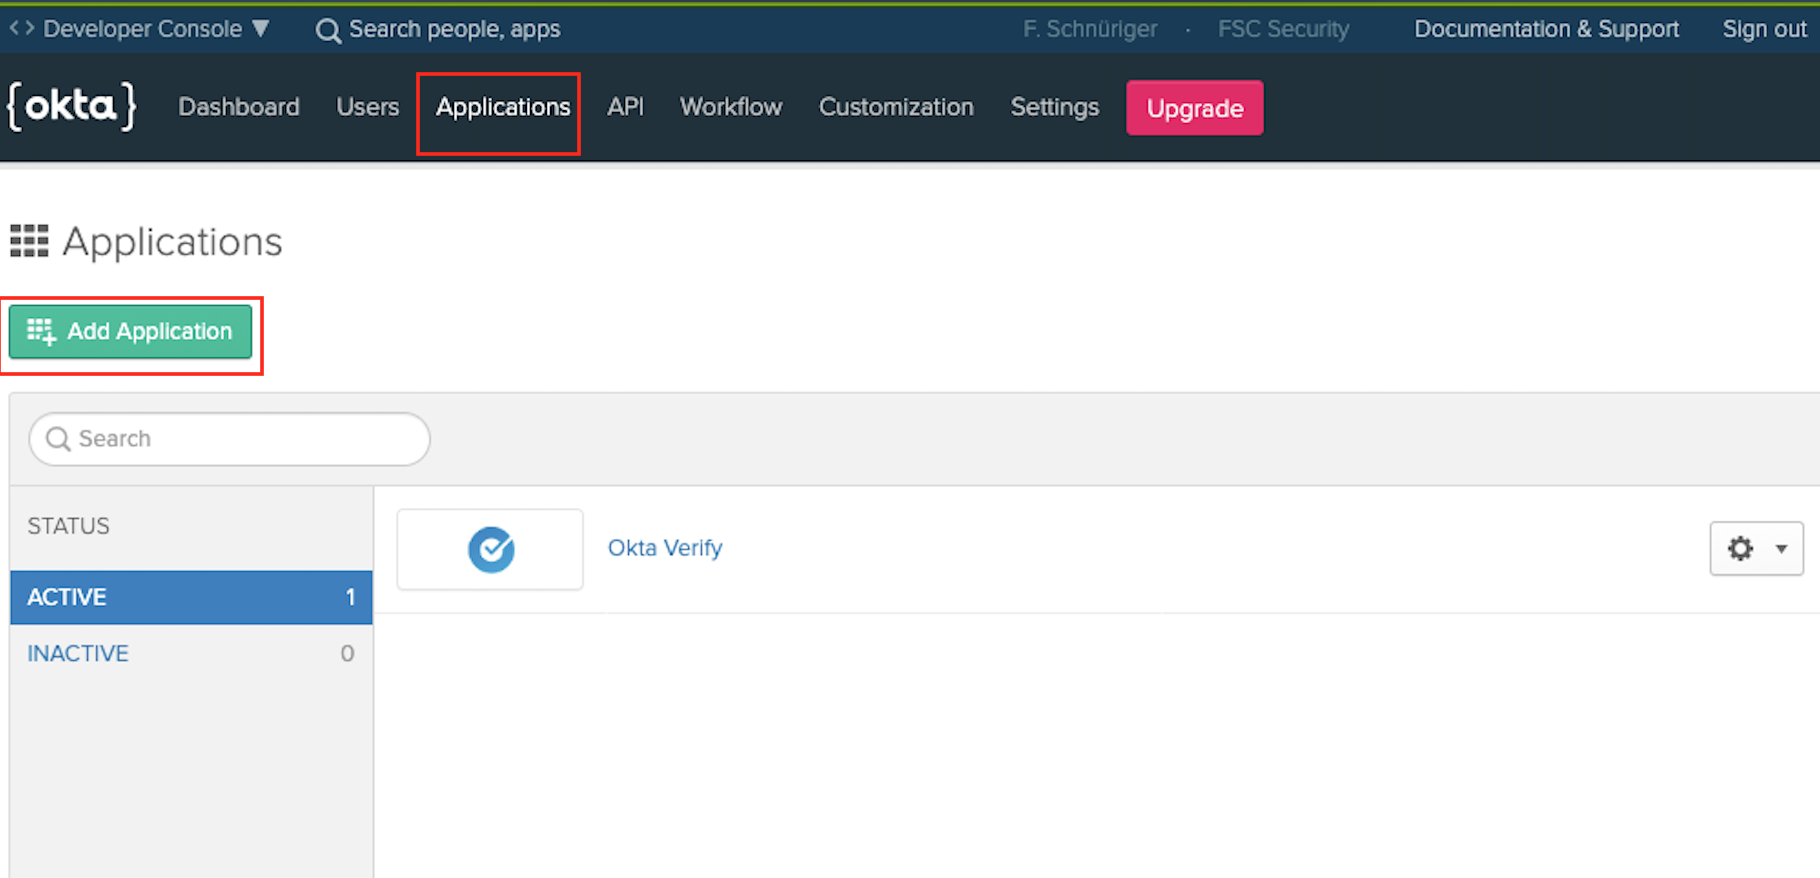 <> Developer Console ▼ Search people, apps F. Schnüriger · FSC Security Documentation & Support Sign out
{okta} Dashboard Users Applications API Workflow Customization Settings Upgrade
Applications
Add Application
Search
STATUS
ACTIVE 1
INACTIVE 0
Okta Verify